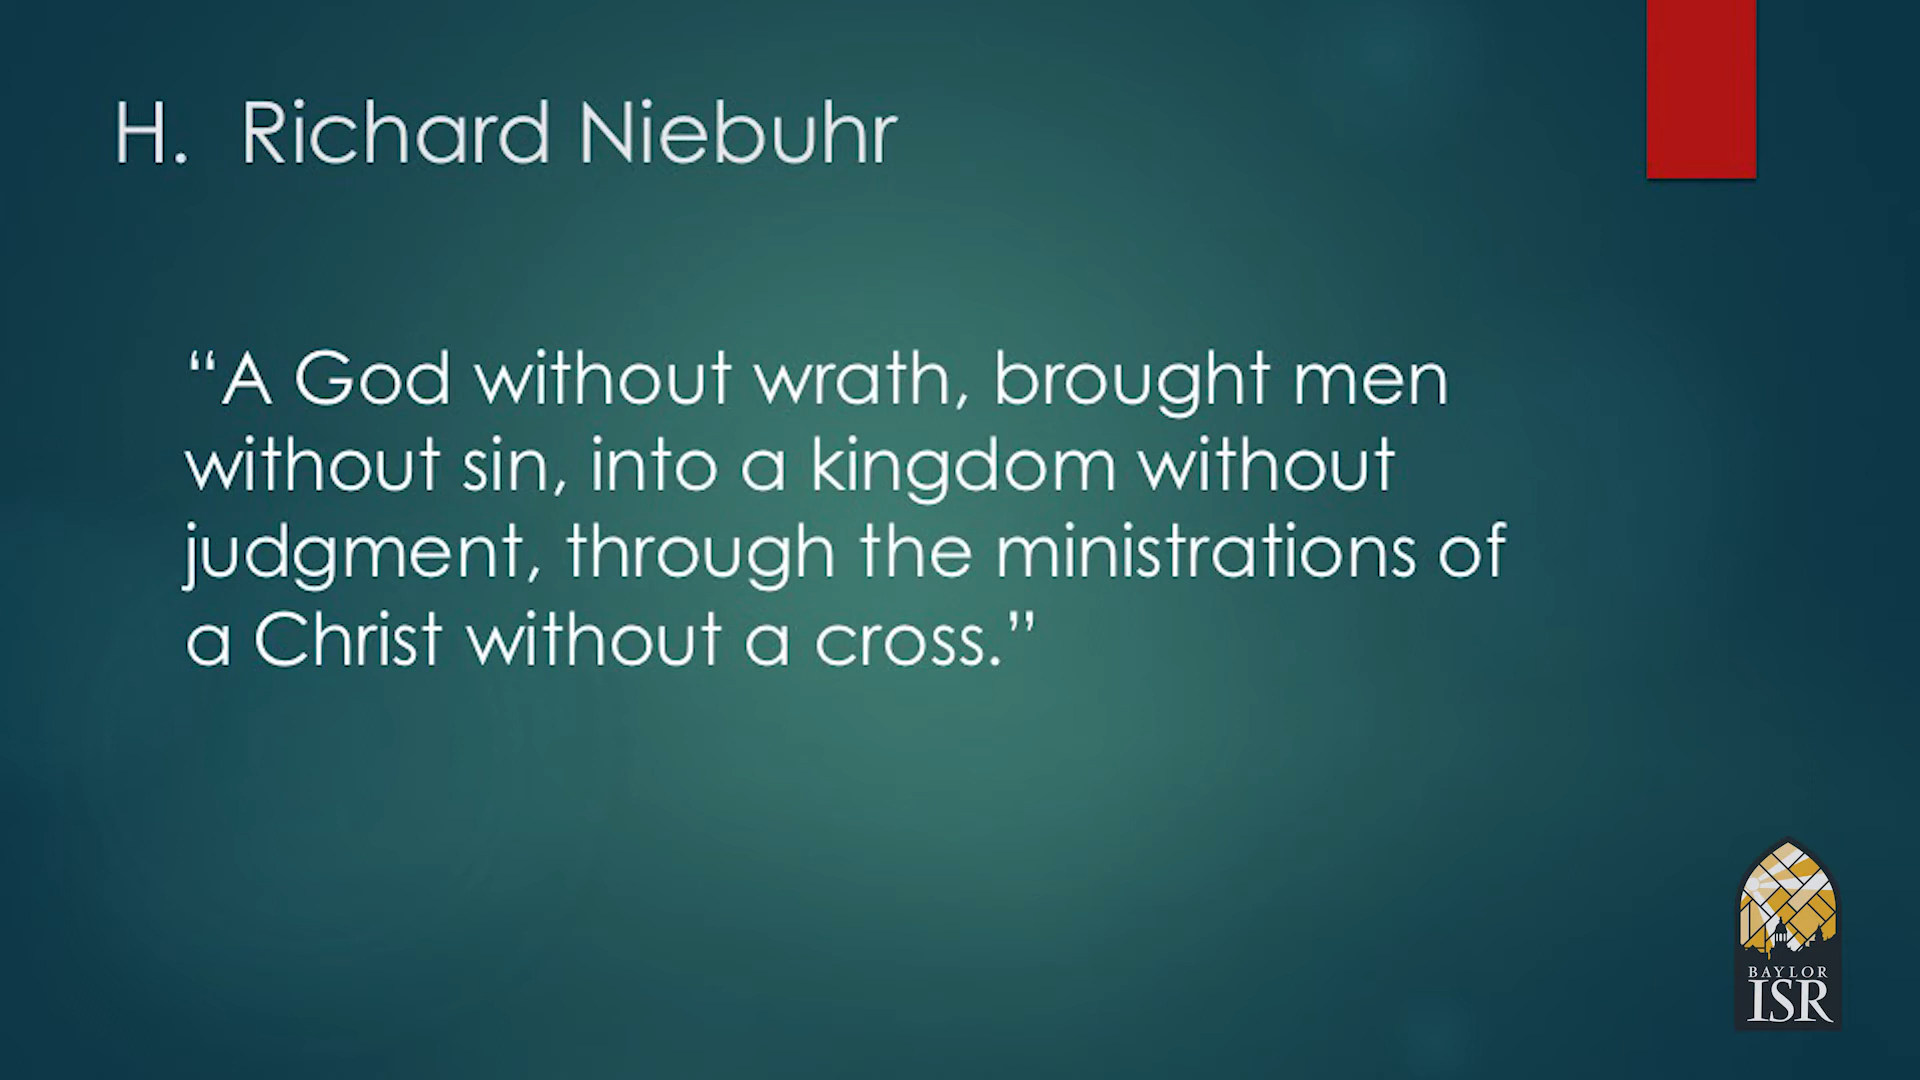 H. Richard Niebuhr
“A God without wrath, brought men
without sin, into a kingdom without
judgment, through the ministrations of
a Christ without a cross.”
BAYLOR
ISR